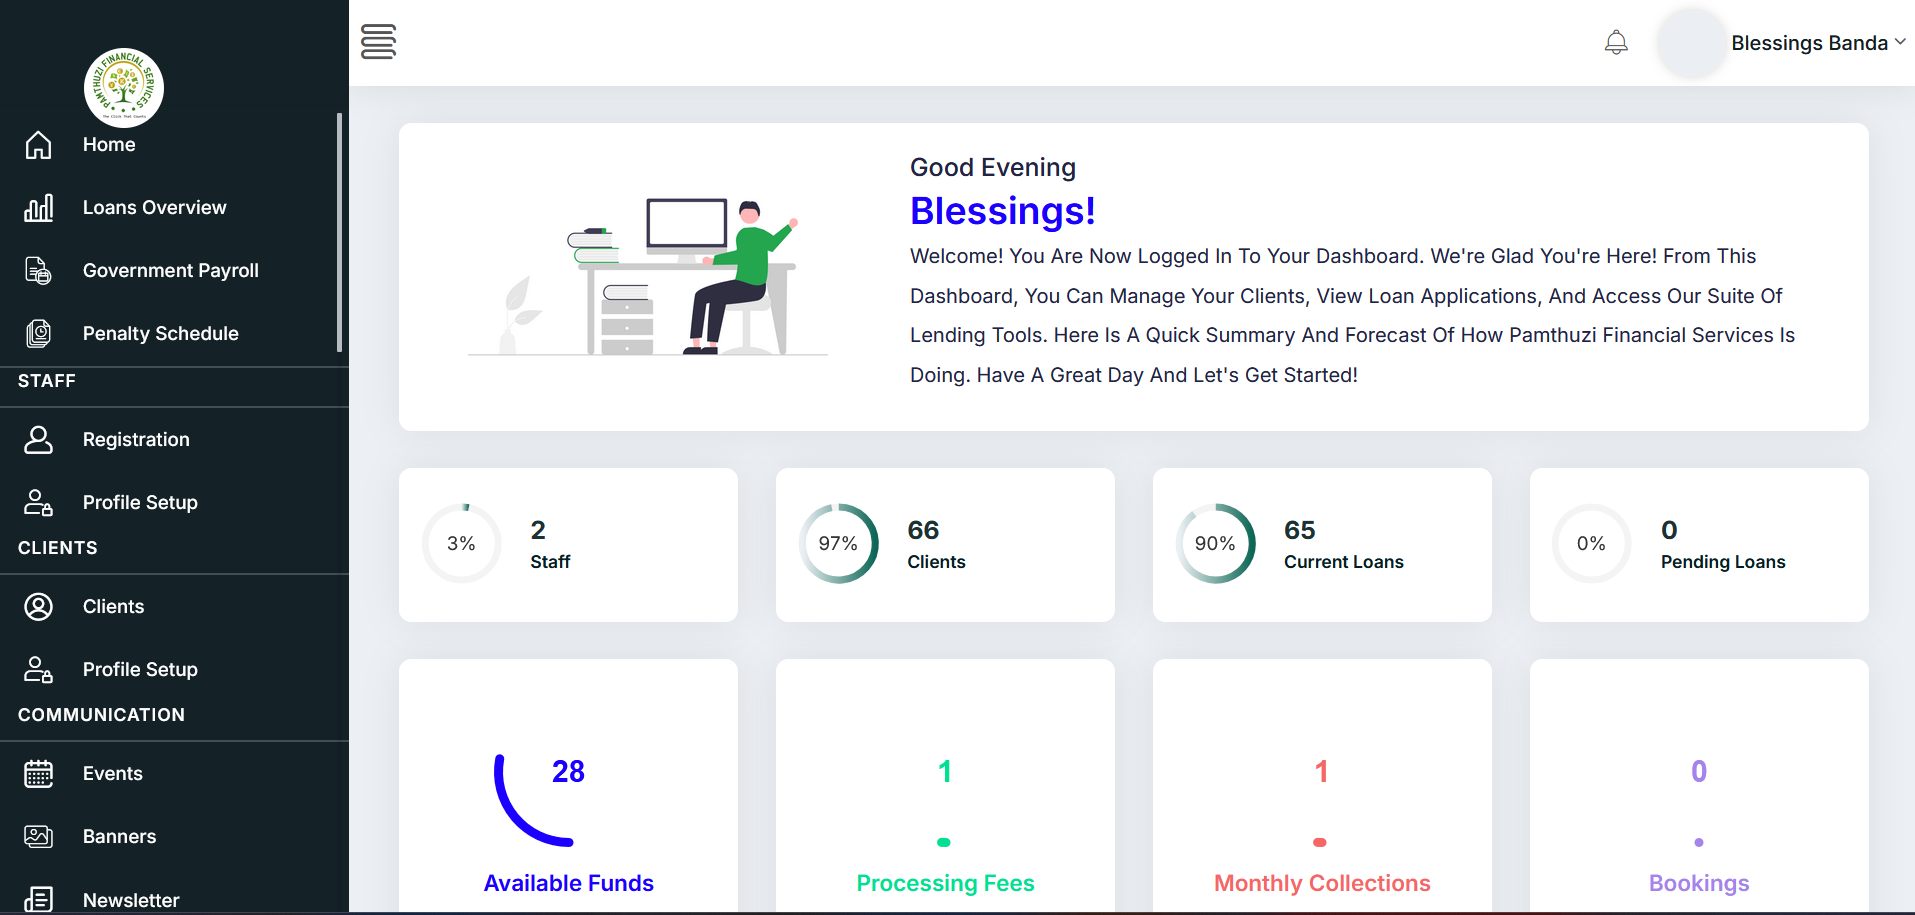 PAMTHUZI FINANCIAL SERVICES
Home
Loans Overview
Government Payroll
Penalty Schedule
STAFF
Registration
Profile Setup
CLIENTS
Clients
Profile Setup
COMMUNICATION
Events
Banners
Newsletter
Blessings Banda
Good Evening
Blessings!
Welcome! You Are Now Logged In To Your Dashboard. We're Glad You're Here! From This
Dashboard, You Can Manage Your Clients, View Loan Applications, And Access Our Suite Of
Lending Tools. Here Is A Quick Summary And Forecast Of How Pamthuzi Financial Services Is
Doing. Have A Great Day And Let's Get Started!
3%
2
Staff
97%
66
Clients
90%
65
Current Loans
0%
0
Pending Loans
28
Available Funds
1
Processing Fees
1
Monthly Collections
0
Bookings